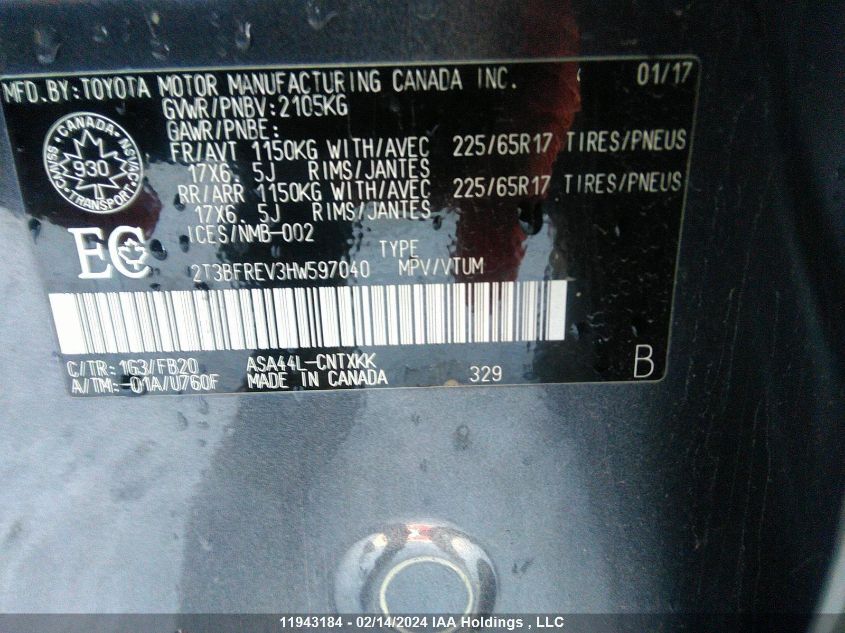 MFD.BY:TOYOTA MOTOR MANUFACTURING CANADA INC. 01/17
GVWR/PNBV:2105KG
GAWR/PNBE:
FR/AVT 1150KG WITH/AVEC 225/65R17 TIRES/PNEUS
17X6.5J RIMS/JANTES
RR/ARR 1150KG WITH/AVEC 225/65R17 TIRES/PNEUS
17X6.5J RIMS/JANTES
ICES/NMB-002
CANADA
CMVSS NSVAC
930
TRANSPORT
EC
TYPE
2T3BFREV3HW597040 MPV/VTUM
C/TR: 1G3/FB20 ASA44L-CNTXKK
A/TM:-01A/U760F MADE IN CANADA 329 B
11943184 - 02/14/2024 IAA Holdings , LLC